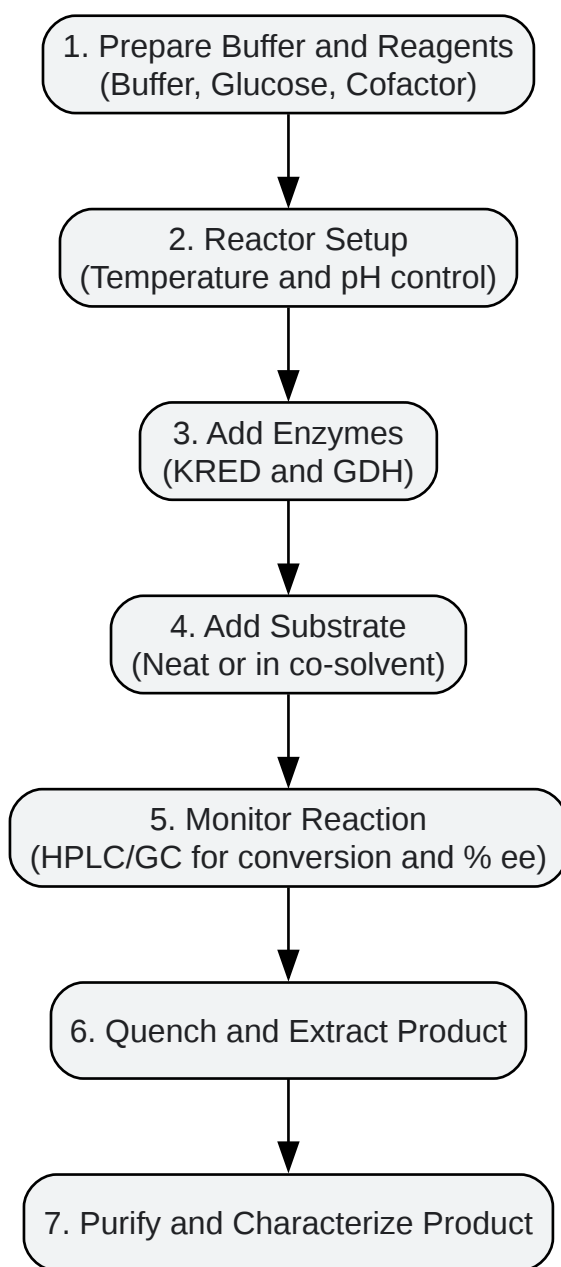 1. Prepare Buffer and Reagents
(Buffer, Glucose, Cofactor)
2. Reactor Setup
(Temperature and pH control)
3. Add Enzymes
(KRED and GDH)
4. Add Substrate
(Neat or in co-solvent)
5. Monitor Reaction
(HPLC/GC for conversion and % ee)
6. Quench and Extract Product
7. Purify and Characterize Product